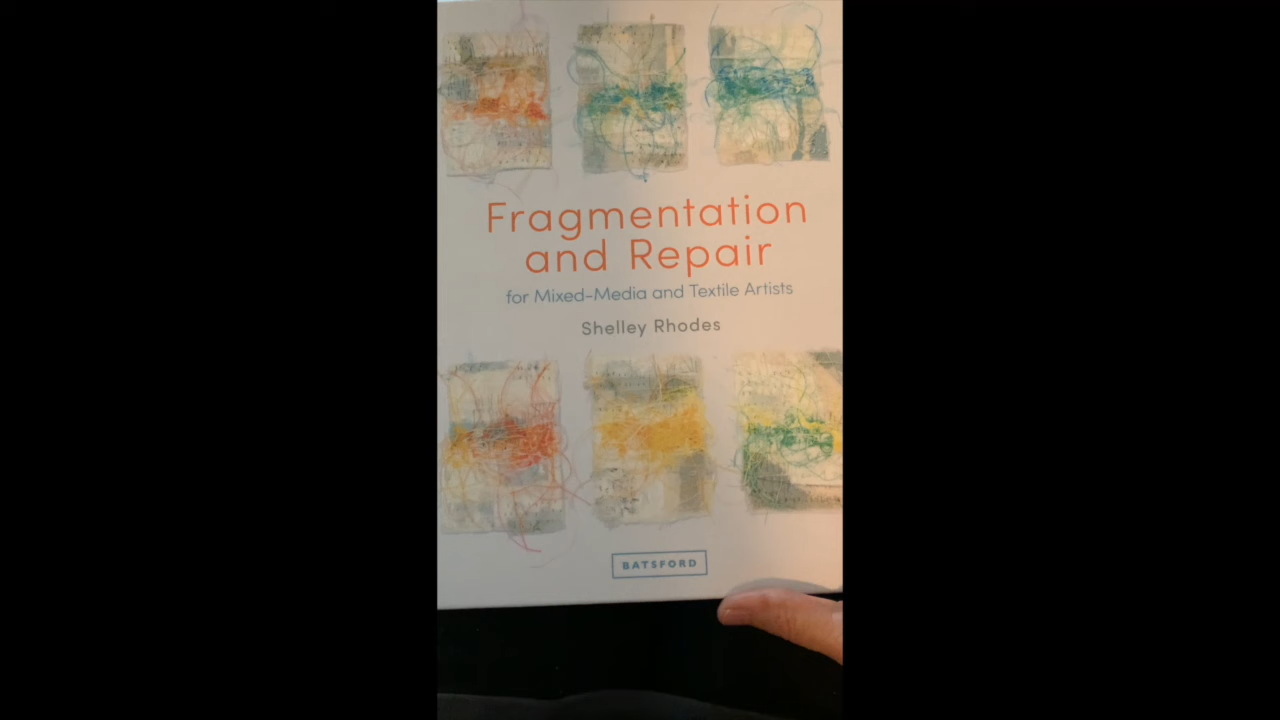 Fragmentation
and Repair
for Mixed-Media and Textile Artists
Shelley Rhodes
BATSFORD